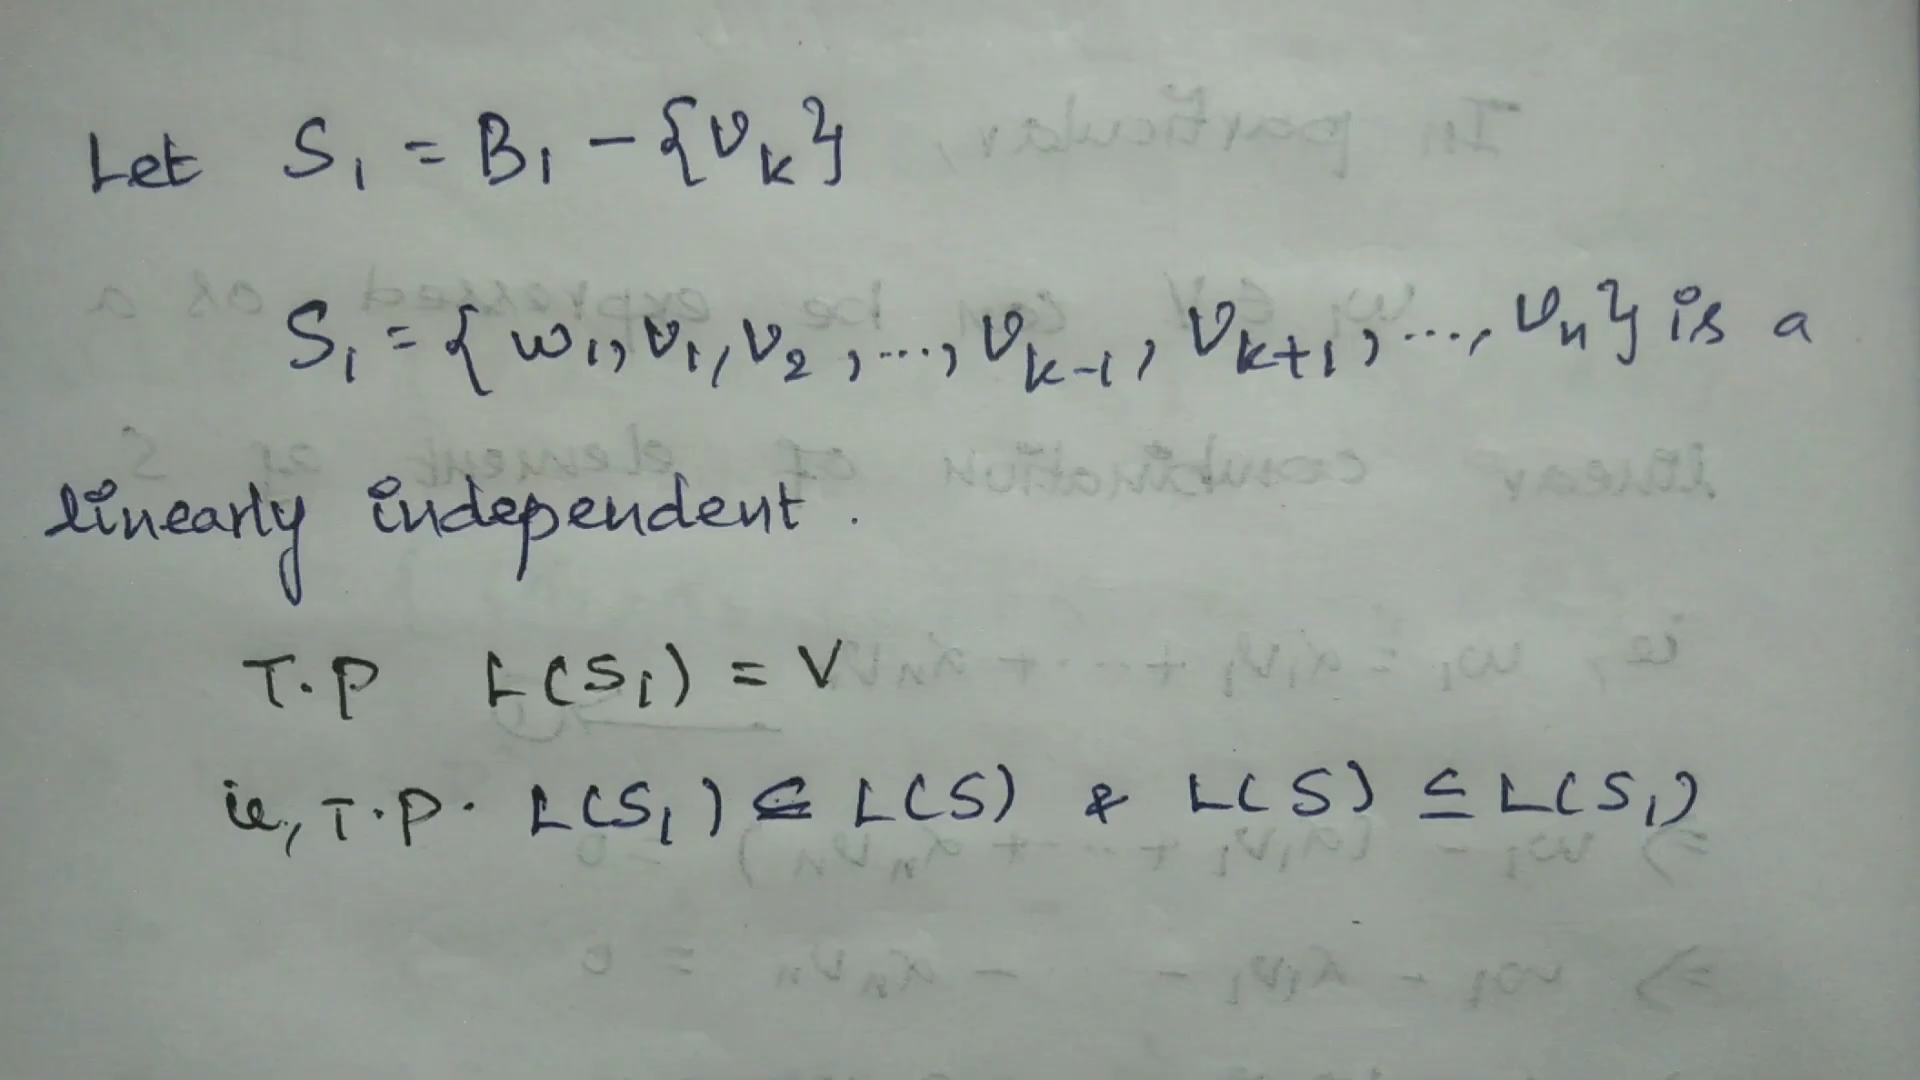 Let S₁ = B₁ - {v_k}
S₁ = { w₁, v₁, v₂, ..., v_{k-1}, v_{k+1}, ..., v_n} is a
linearly independent.
T.P L(S₁) = V
ie, T.P. L(S₁) ⊆ L(S) & L(S) ⊆ L(S₁)